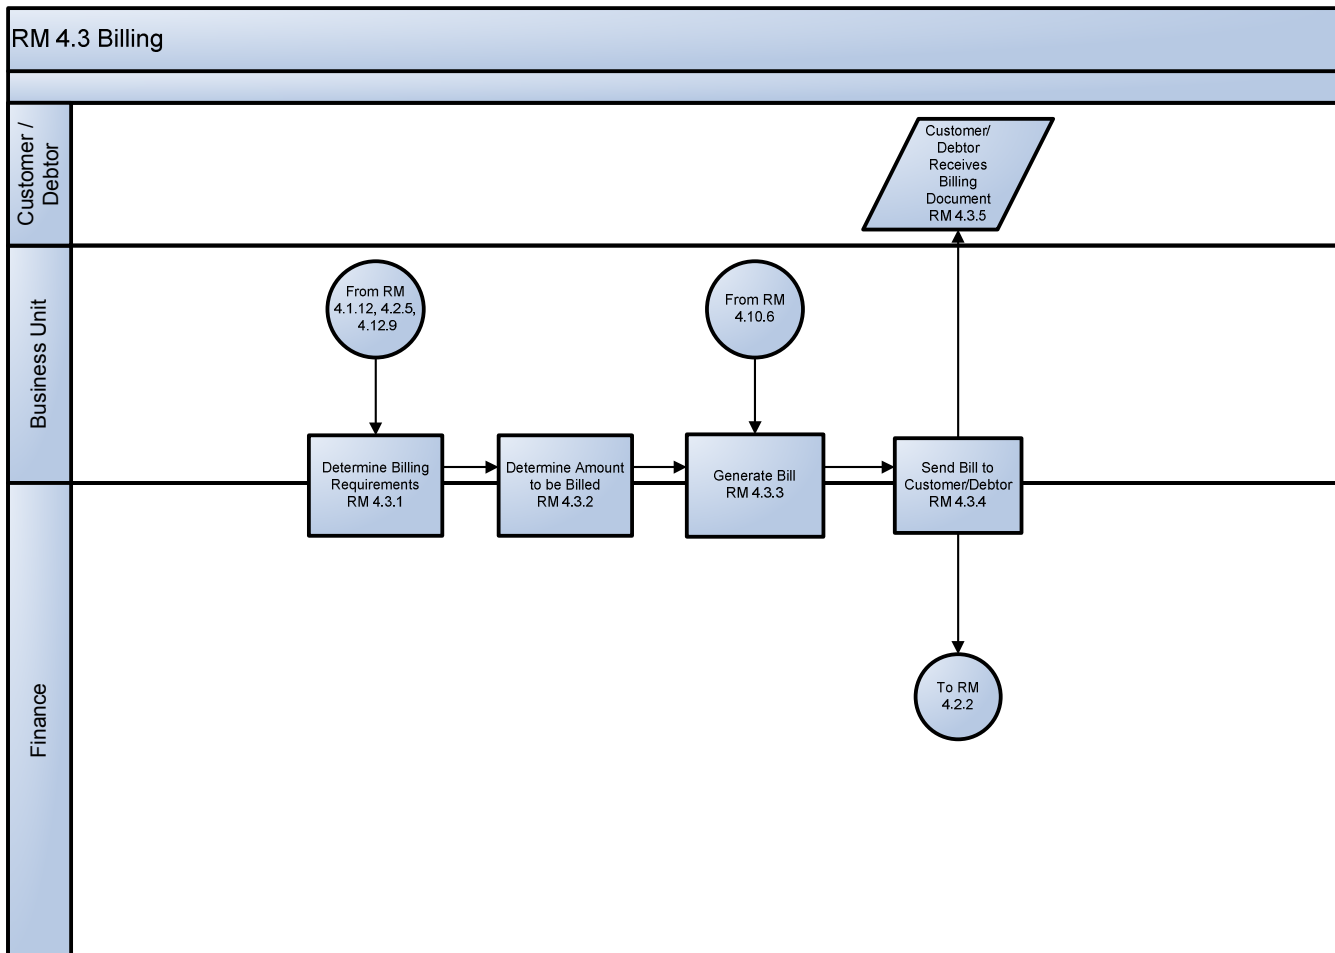 RM 4.3 Billing
Customer /
Debtor
Customer/
Debtor
Receives
Billing
Document
RM 4.3.5
Business Unit
From RM
4.1.12, 4.2.5,
4.12.9
From RM
4.10.6
Determine Billing
Requirements
RM 4.3.1
Determine Amount
to be Billed
RM 4.3.2
Generate Bill
RM 4.3.3
Send Bill to
Customer/Debtor
RM 4.3.4
Finance
To RM
4.2.2